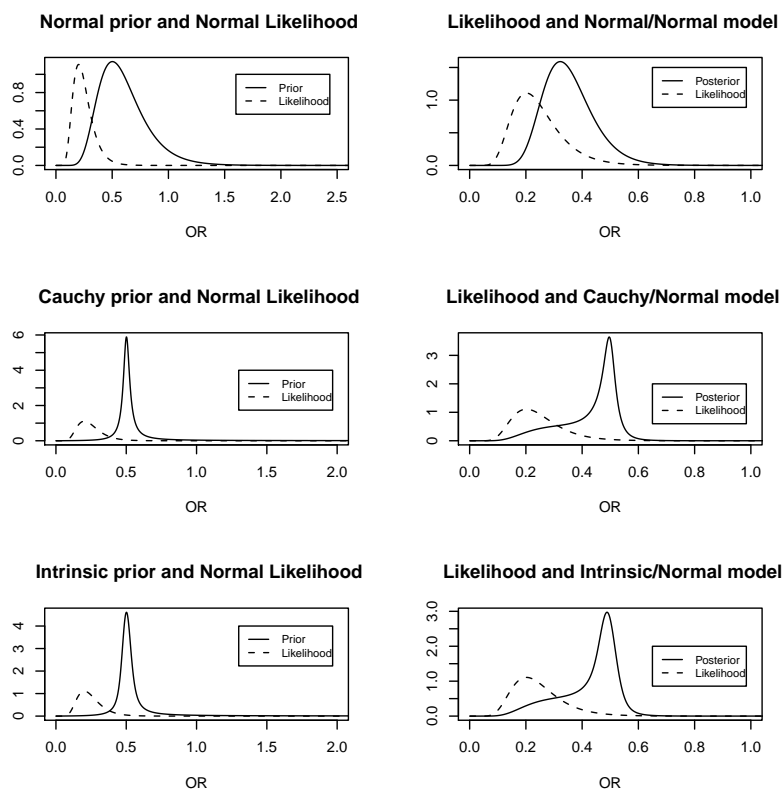 Normal prior and Normal Likelihood
0.0 0.4 0.8
Prior
Likelihood
0.0 0.5 1.0 1.5 2.0 2.5
OR
Likelihood and Normal/Normal model
0.0 1.0
Posterior
Likelihood
0.0 0.2 0.4 0.6 0.8 1.0
OR
Cauchy prior and Normal Likelihood
0 2 4 6
Prior
Likelihood
0.0 0.5 1.0 1.5 2.0
OR
Likelihood and Cauchy/Normal model
0 1 2 3
Posterior
Likelihood
0.0 0.2 0.4 0.6 0.8 1.0
OR
Intrinsic prior and Normal Likelihood
0 1 2 3 4
Prior
Likelihood
0.0 0.5 1.0 1.5 2.0
OR
Likelihood and Intrinsic/Normal model
0.0 1.0 2.0 3.0
Posterior
Likelihood
0.0 0.2 0.4 0.6 0.8 1.0
OR